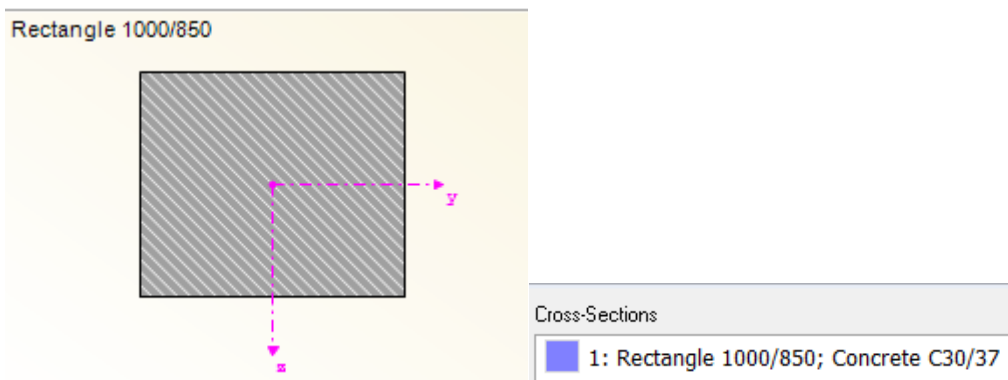 Rectangle 1000/850
y
z
Cross-Sections
1: Rectangle 1000/850; Concrete C30/37